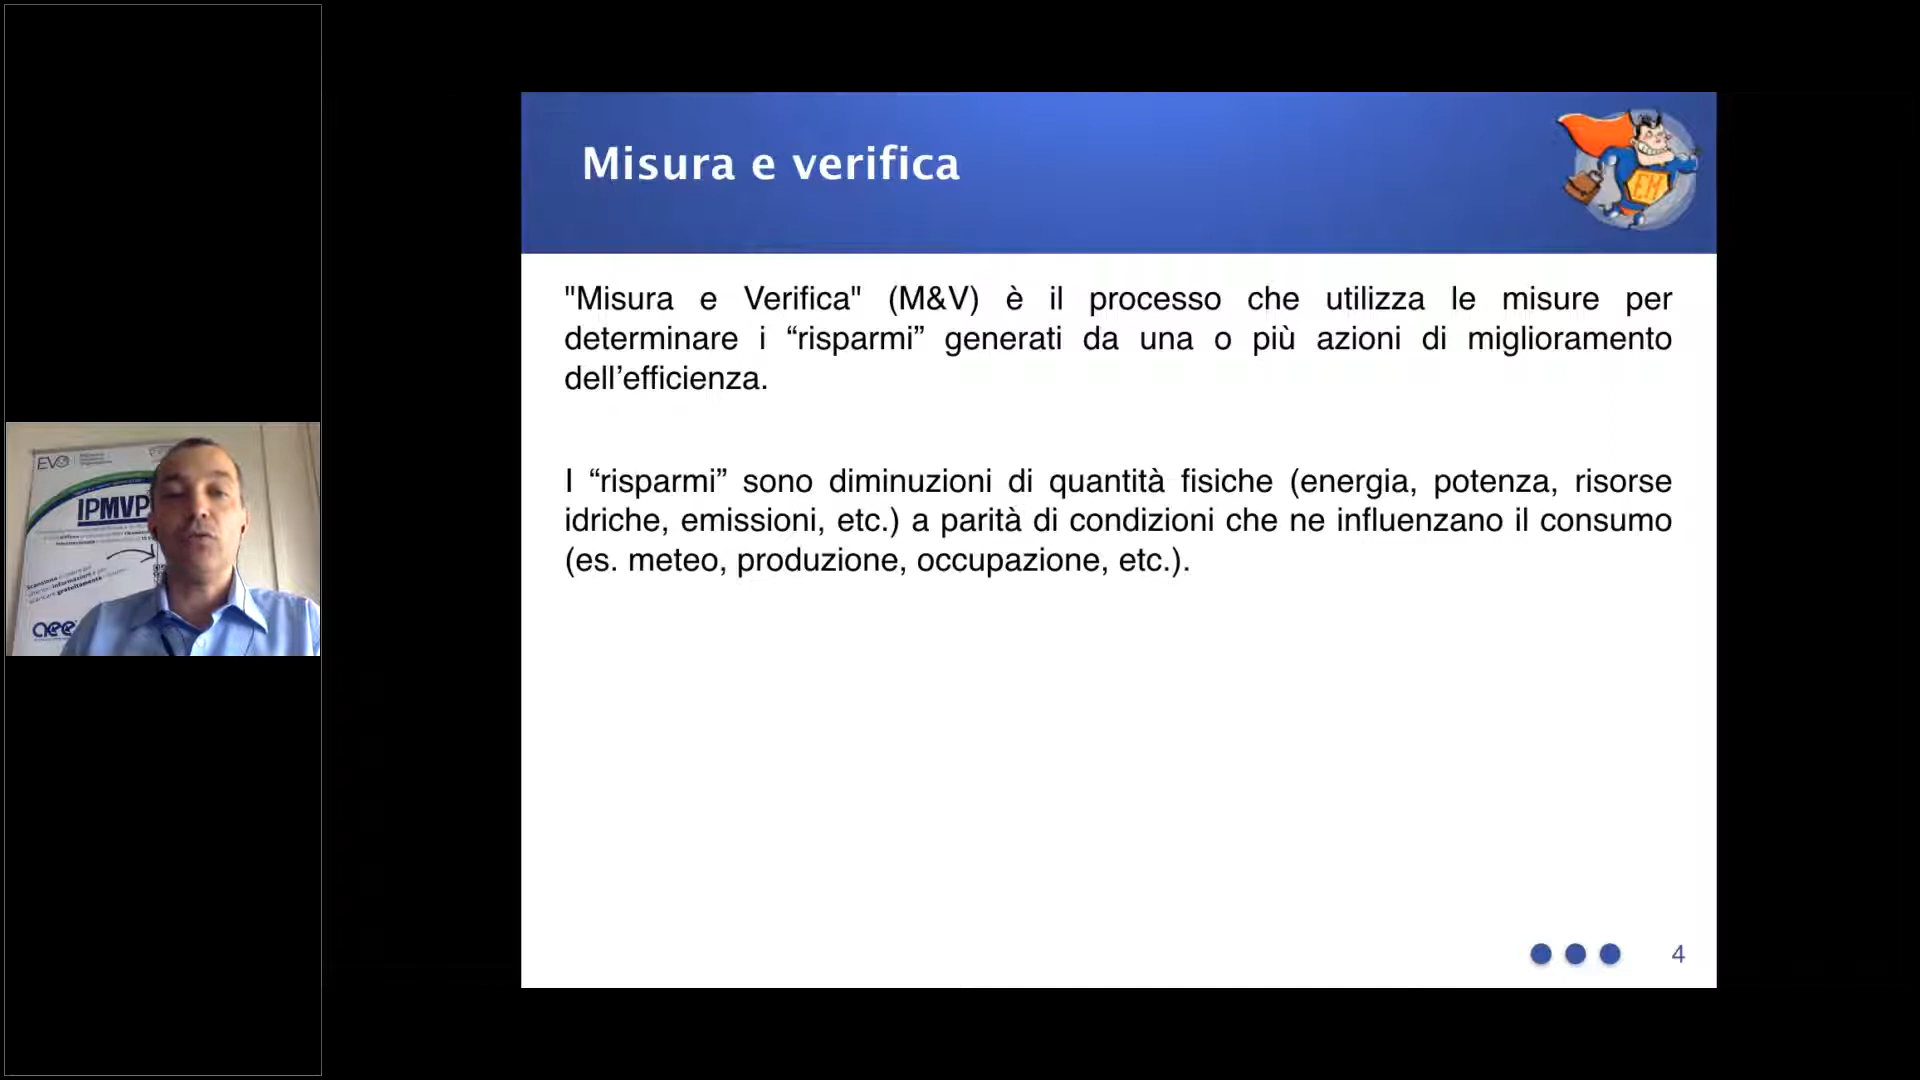 Misura e verifica
EM
"Misura e Verifica" (M&V) è il processo che utilizza le misure per
determinare i “risparmi” generati da una o più azioni di miglioramento
dell’efficienza.
I “risparmi” sono diminuzioni di quantità fisiche (energia, potenza, risorse
idriche, emissioni, etc.) a parità di condizioni che ne influenzano il consumo
(es. meteo, produzione, occupazione, etc.).
4
EVO
IPMVP
aee